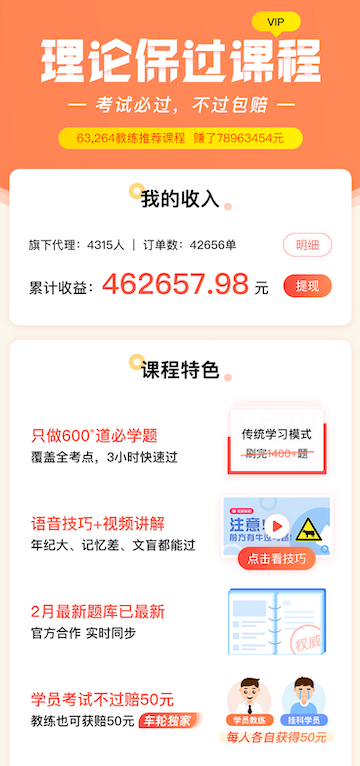 VIP
理论保过课程
考试必过，不过包赔
63,264教练推荐课程 赚了78963454元
我的收入
旗下代理：4315人 | 订单数：42656单
明细
累计收益：462657.98 元
提现
课程特色
只做600+道必学题
覆盖全考点，3小时快速过
传统学习模式
刷完1400+题
语音技巧+视频讲解
年纪大、记忆差、文盲都能过
注意!
点击看技巧
2月最新题库已最新
官方合作 实时同步
权威
学员考试不过赔50元
教练也可获赔50元 车轮独家
学员教练
挂科学员
每人各自获得50元